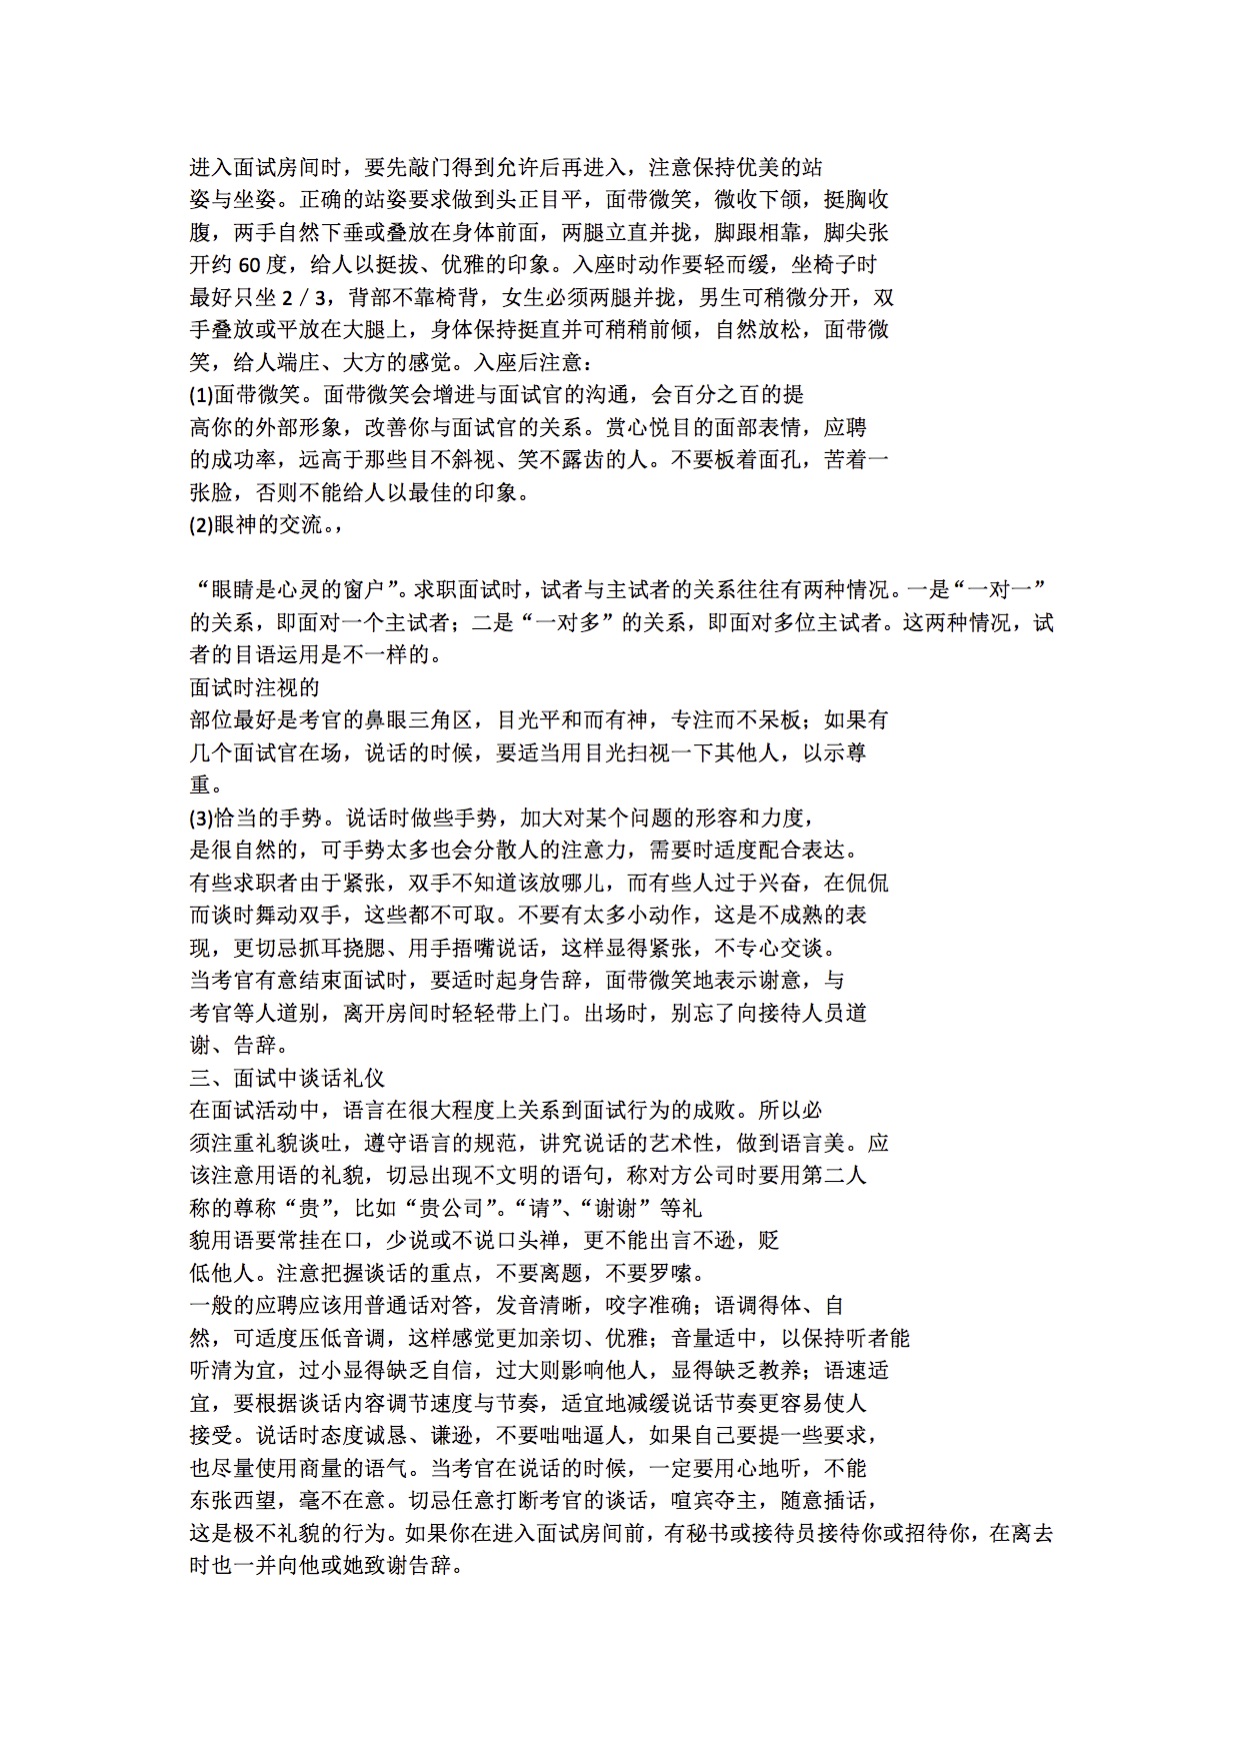 进入面试房间时，要先敲门得到允许后再进入，注意保持优美的站
姿与坐姿。正确的站姿要求做到头正目平，面带微笑，微收下颌，挺胸收
腹，两手自然下垂或叠放在身体前面，两腿立直并拢，脚跟相靠，脚尖张
开约 60 度，给人以挺拔、优雅的印象。入座时动作要轻而缓，坐椅子时
最好只坐 2／3，背部不靠椅背，女生必须两腿并拢，男生可稍微分开，双
手叠放或平放在大腿上，身体保持挺直并可稍稍前倾，自然放松，面带微
笑，给人端庄、大方的感觉。入座后注意：
(1)面带微笑。面带微笑会增进与面试官的沟通，会百分之百的提
高你的外部形象，改善你与面试官的关系。赏心悦目的面部表情，应聘
的成功率，远高于那些目不斜视、笑不露齿的人。不要板着面孔，苦着一
张脸，否则不能给人以最佳的印象。
(2)眼神的交流。，
“眼睛是心灵的窗户”。求职面试时，试者与主试者的关系往往有两种情况。一是“一对一”
的关系，即面对一个主试者；二是“一对多”的关系，即面对多位主试者。这两种情况，试
者的目语运用是不一样的。
面试时注视的
部位最好是考官的鼻眼三角区，目光平和而有神，专注而不呆板；如果有
几个面试官在场，说话的时候，要适当用目光扫视一下其他人，以示尊
重。
(3)恰当的手势。说话时做些手势，加大对某个问题的形容和力度，
是很自然的，可手势太多也会分散人的注意力，需要时适度配合表达。
有些求职者由于紧张，双手不知道该放哪儿，而有些人过于兴奋，在侃侃
而谈时舞动双手，这些都不可取。不要有太多小动作，这是不成熟的表
现，更切忌抓耳挠腮、用手捂嘴说话，这样显得紧张，不专心交谈。
当考官有意结束面试时，要适时起身告辞，面带微笑地表示谢意，与
考官等人道别，离开房间时轻轻带上门。出场时，别忘了向接待人员道
谢、告辞。
三、面试中谈话礼仪
在面试活动中，语言在很大程度上关系到面试行为的成败。所以必
须注重礼貌谈吐，遵守语言的规范，讲究说话的艺术性，做到语言美。应
该注意用语的礼貌，切忌出现不文明的语句，称对方公司时要用第二人
称的尊称“贵”，比如“贵公司”。“请”、“谢谢”等礼
貌用语要常挂在口，少说或不说口头禅，更不能出言不逊，贬
低他人。注意把握谈话的重点，不要离题，不要罗嗦。
一般的应聘应该用普通话对答，发音清晰，咬字准确；语调得体、自
然，可适度压低音调，这样感觉更加亲切、优雅；音量适中，以保持听者能
听清为宜，过小显得缺乏自信，过大则影响他人，显得缺乏教养；语速适
宜，要根据谈话内容调节速度与节奏，适宜地减缓说话节奏更容易使人
接受。说话时态度诚恳、谦逊，不要咄咄逼人，如果自己要提一些要求，
也尽量使用商量的语气。当考官在说话的时候，一定要用心地听，不能
东张西望，毫不在意。切忌任意打断考官的谈话，喧宾夺主，随意插话，
这是极不礼貌的行为。如果你在进入面试房间前，有秘书或接待员接待你或招待你，在离去
时也一并向他或她致谢告辞。